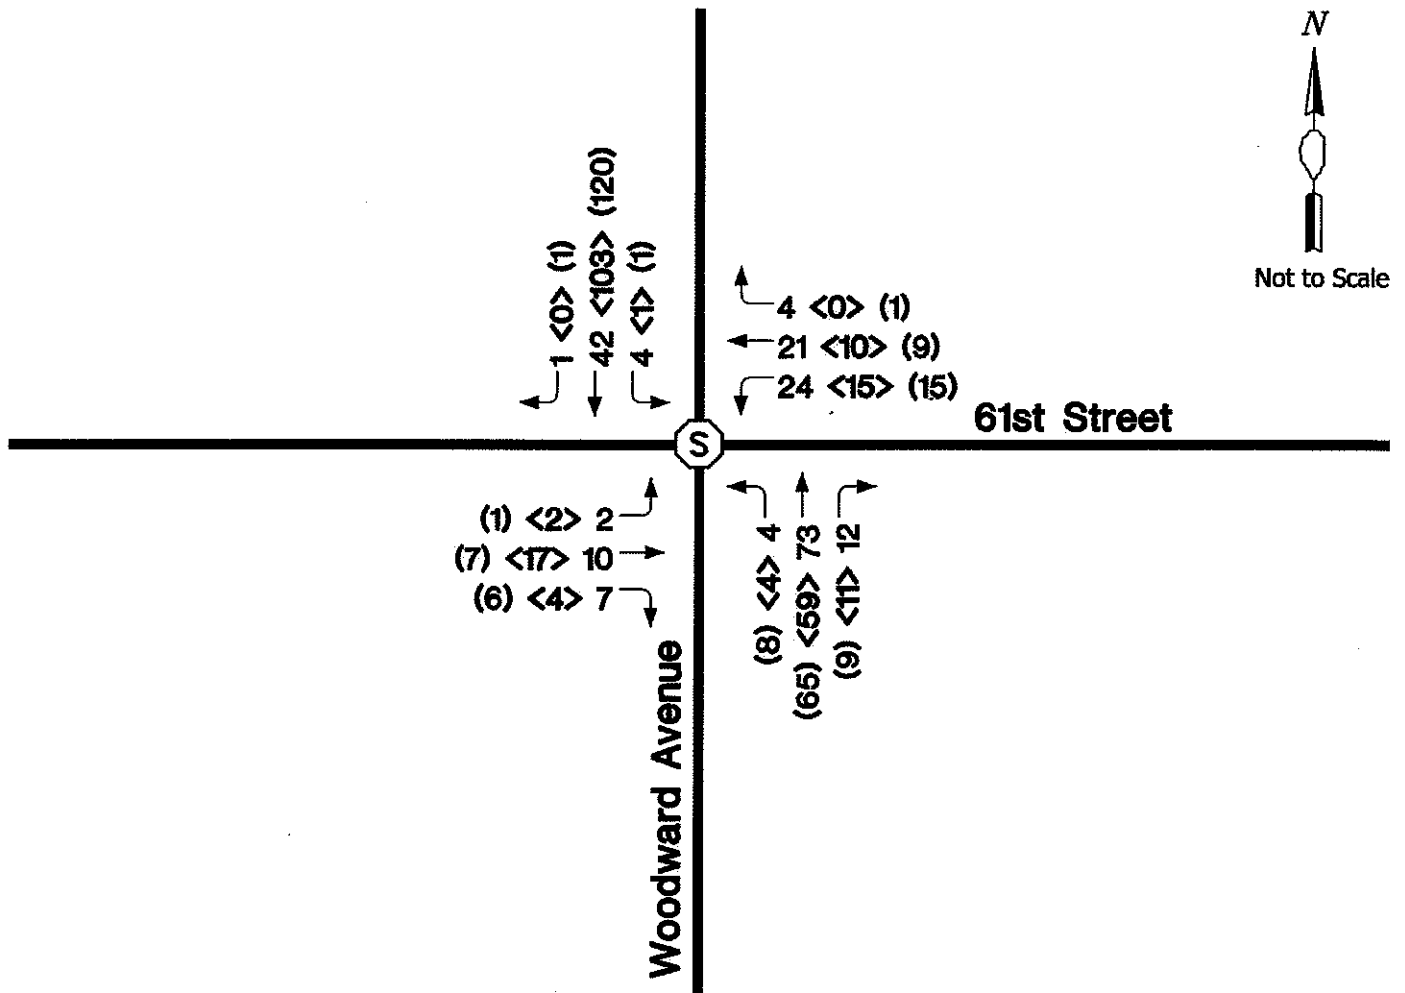 N
Not to Scale
1 <0> (1)
42 <103> (120)
4 <1> (1)
4 <0> (1)
21 <10> (9)
24 <15> (15)
61st Street
S
(1) <2> 2
(7) <17> 10
(6) <4> 7
(8) <4> 4
(65) <59> 73
(9) <11> 12
Woodward Avenue